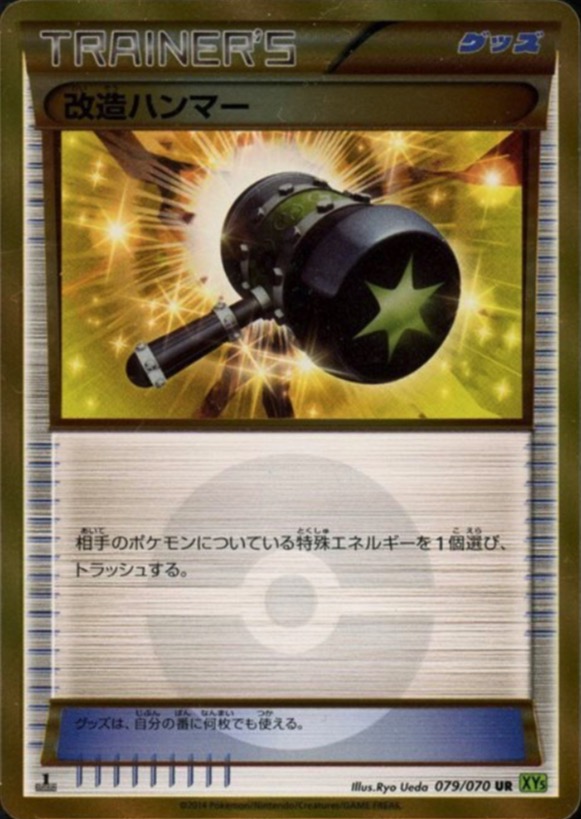 TRAINER'S グッズ
改造ハンマー
相手のポケモンについている特殊エネルギーを1個選び、
トラッシュする。
グッズは、自分の番に何枚でも使える。
1 Illus.Ryo Ueda 079/070 UR XY5
©2014 Pokémon/Nintendo/Creatures/GAME FREAK.